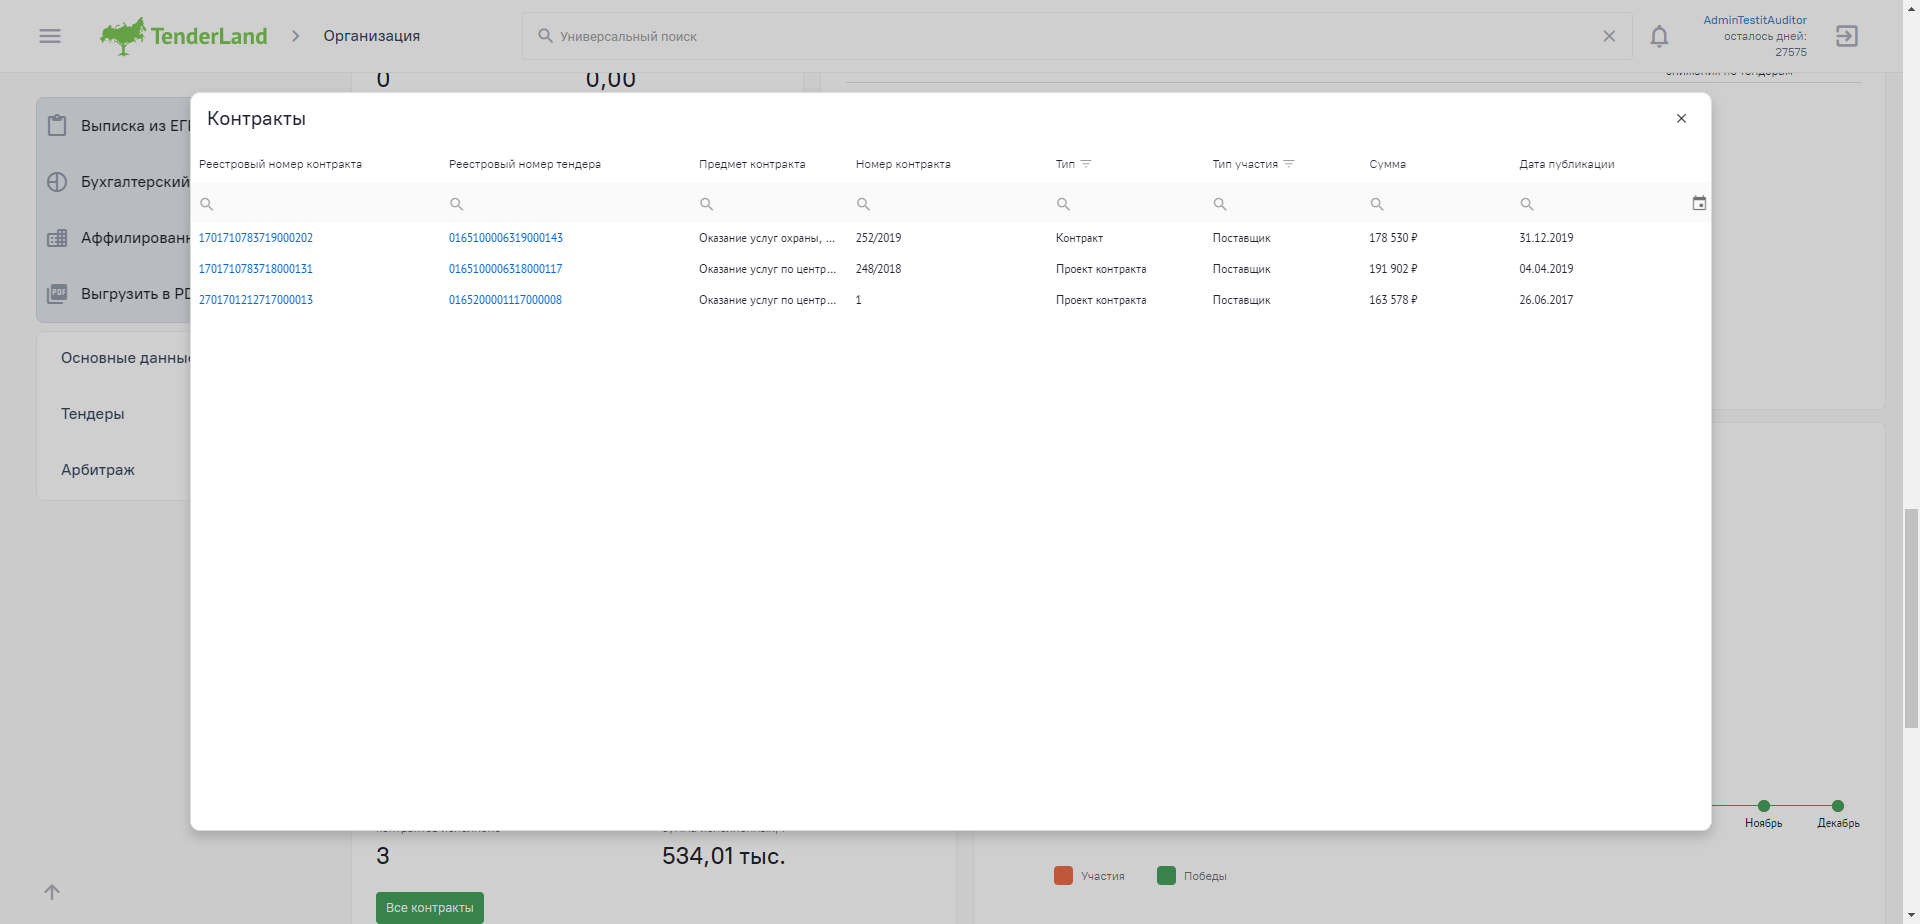 TenderLand
Организация
Универсальный поиск
AdminTestitAuditor
осталось дней:
27575
0
0,00
снижения по тендерам
Выписка из ЕГ
Бухгалтерский
Аффилирован
Выгрузить в PD
Основные данны
Тендеры
Арбитраж
Контракты
Реестровый номер контракта
Реестровый номер тендера
Предмет контракта
Номер контракта
Тип
Тип участия
Сумма
Дата публикации
1701710783719000202 0165100006319000143 Оказание услуг охраны, ... 252/2019 Контракт Поставщик 178 530 ₽ 31.12.2019
1701710783718000131 0165100006318000117 Оказание услуг по центр... 248/2018 Проект контракта Поставщик 191 902 ₽ 04.04.2019
2701701212717000013 0165200001117000008 Оказание услуг по центр... 1 Проект контракта Поставщик 163 578 ₽ 26.06.2017
Ноябрь
Декабрь
3
534,01 тыс.
Участия
Победы
Все контракты